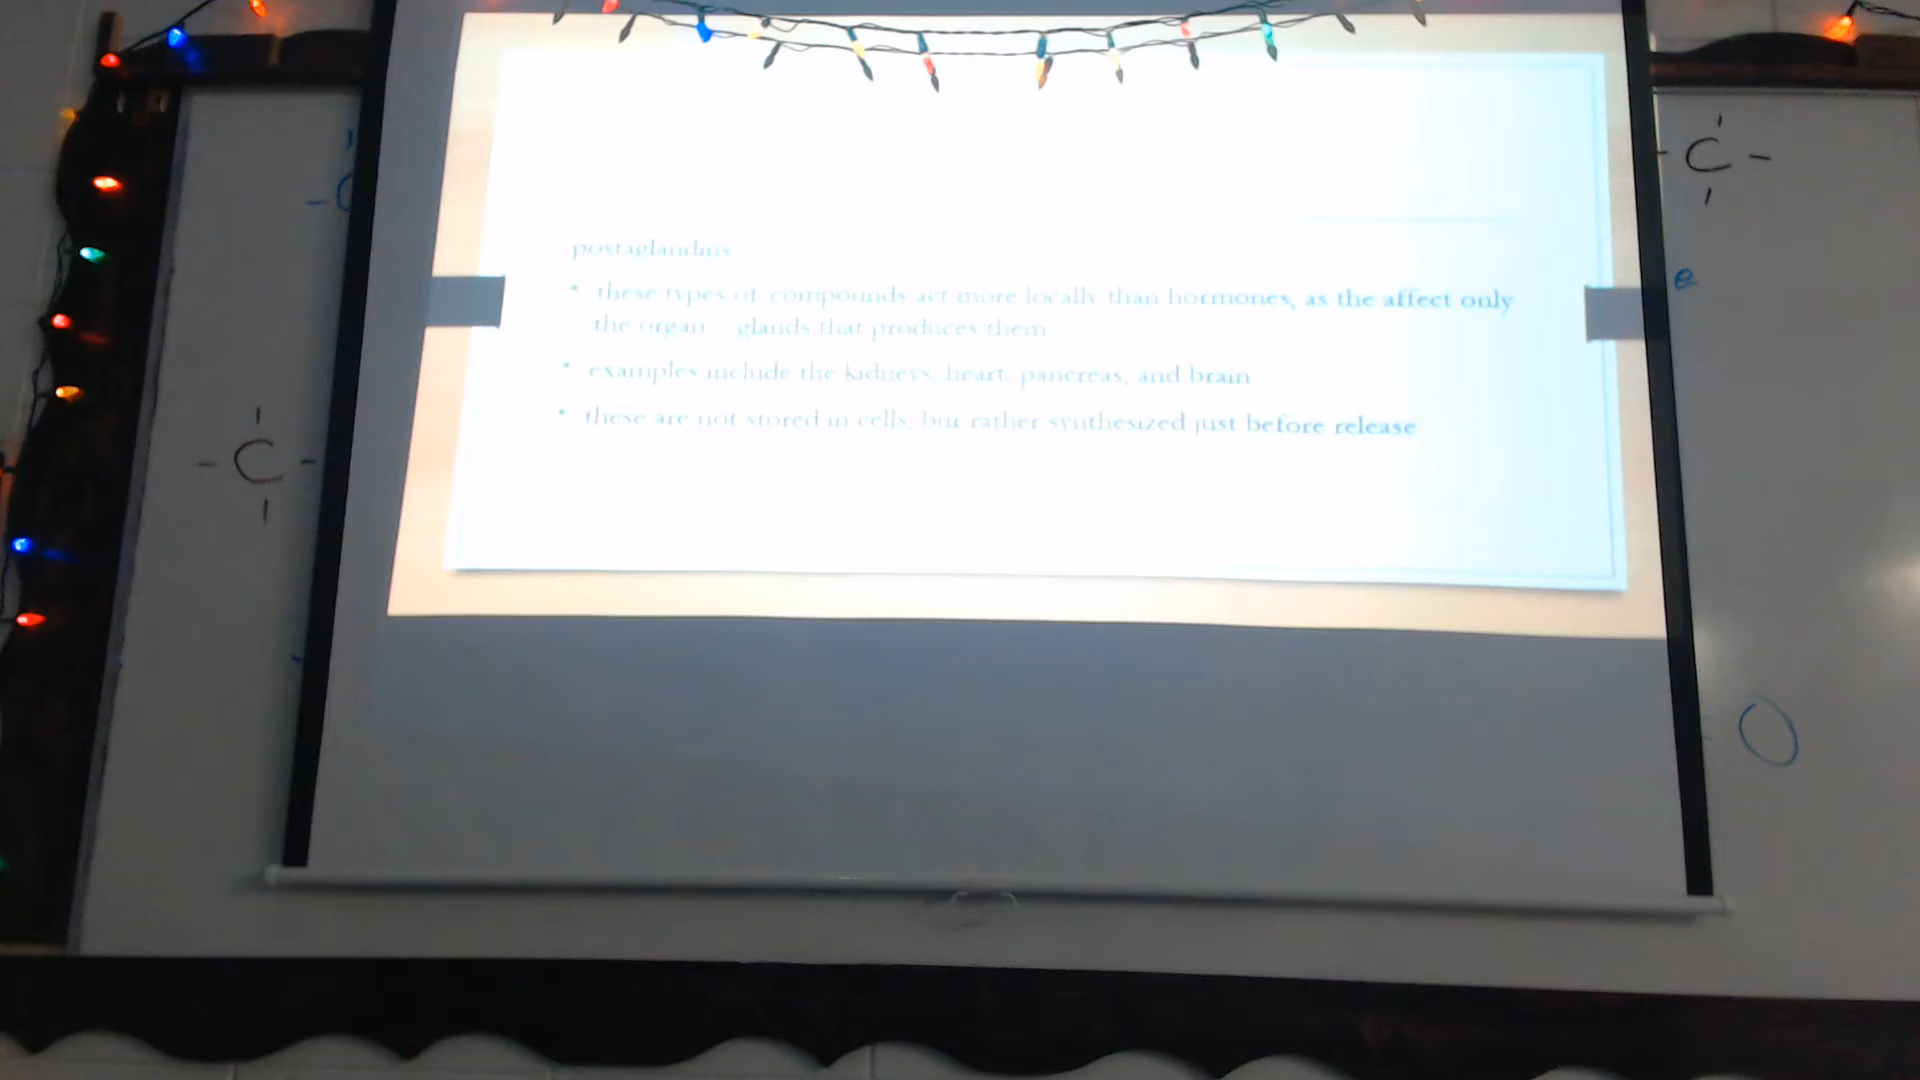 postaglandins
• these types of compounds act more locally than hormones, as the affect only
the organ glands that produces them
• examples include the kidneys, heart, pancreas, and brain
• these are not stored in cells, but rather synthesized just before release
- C -
- C -
e
O